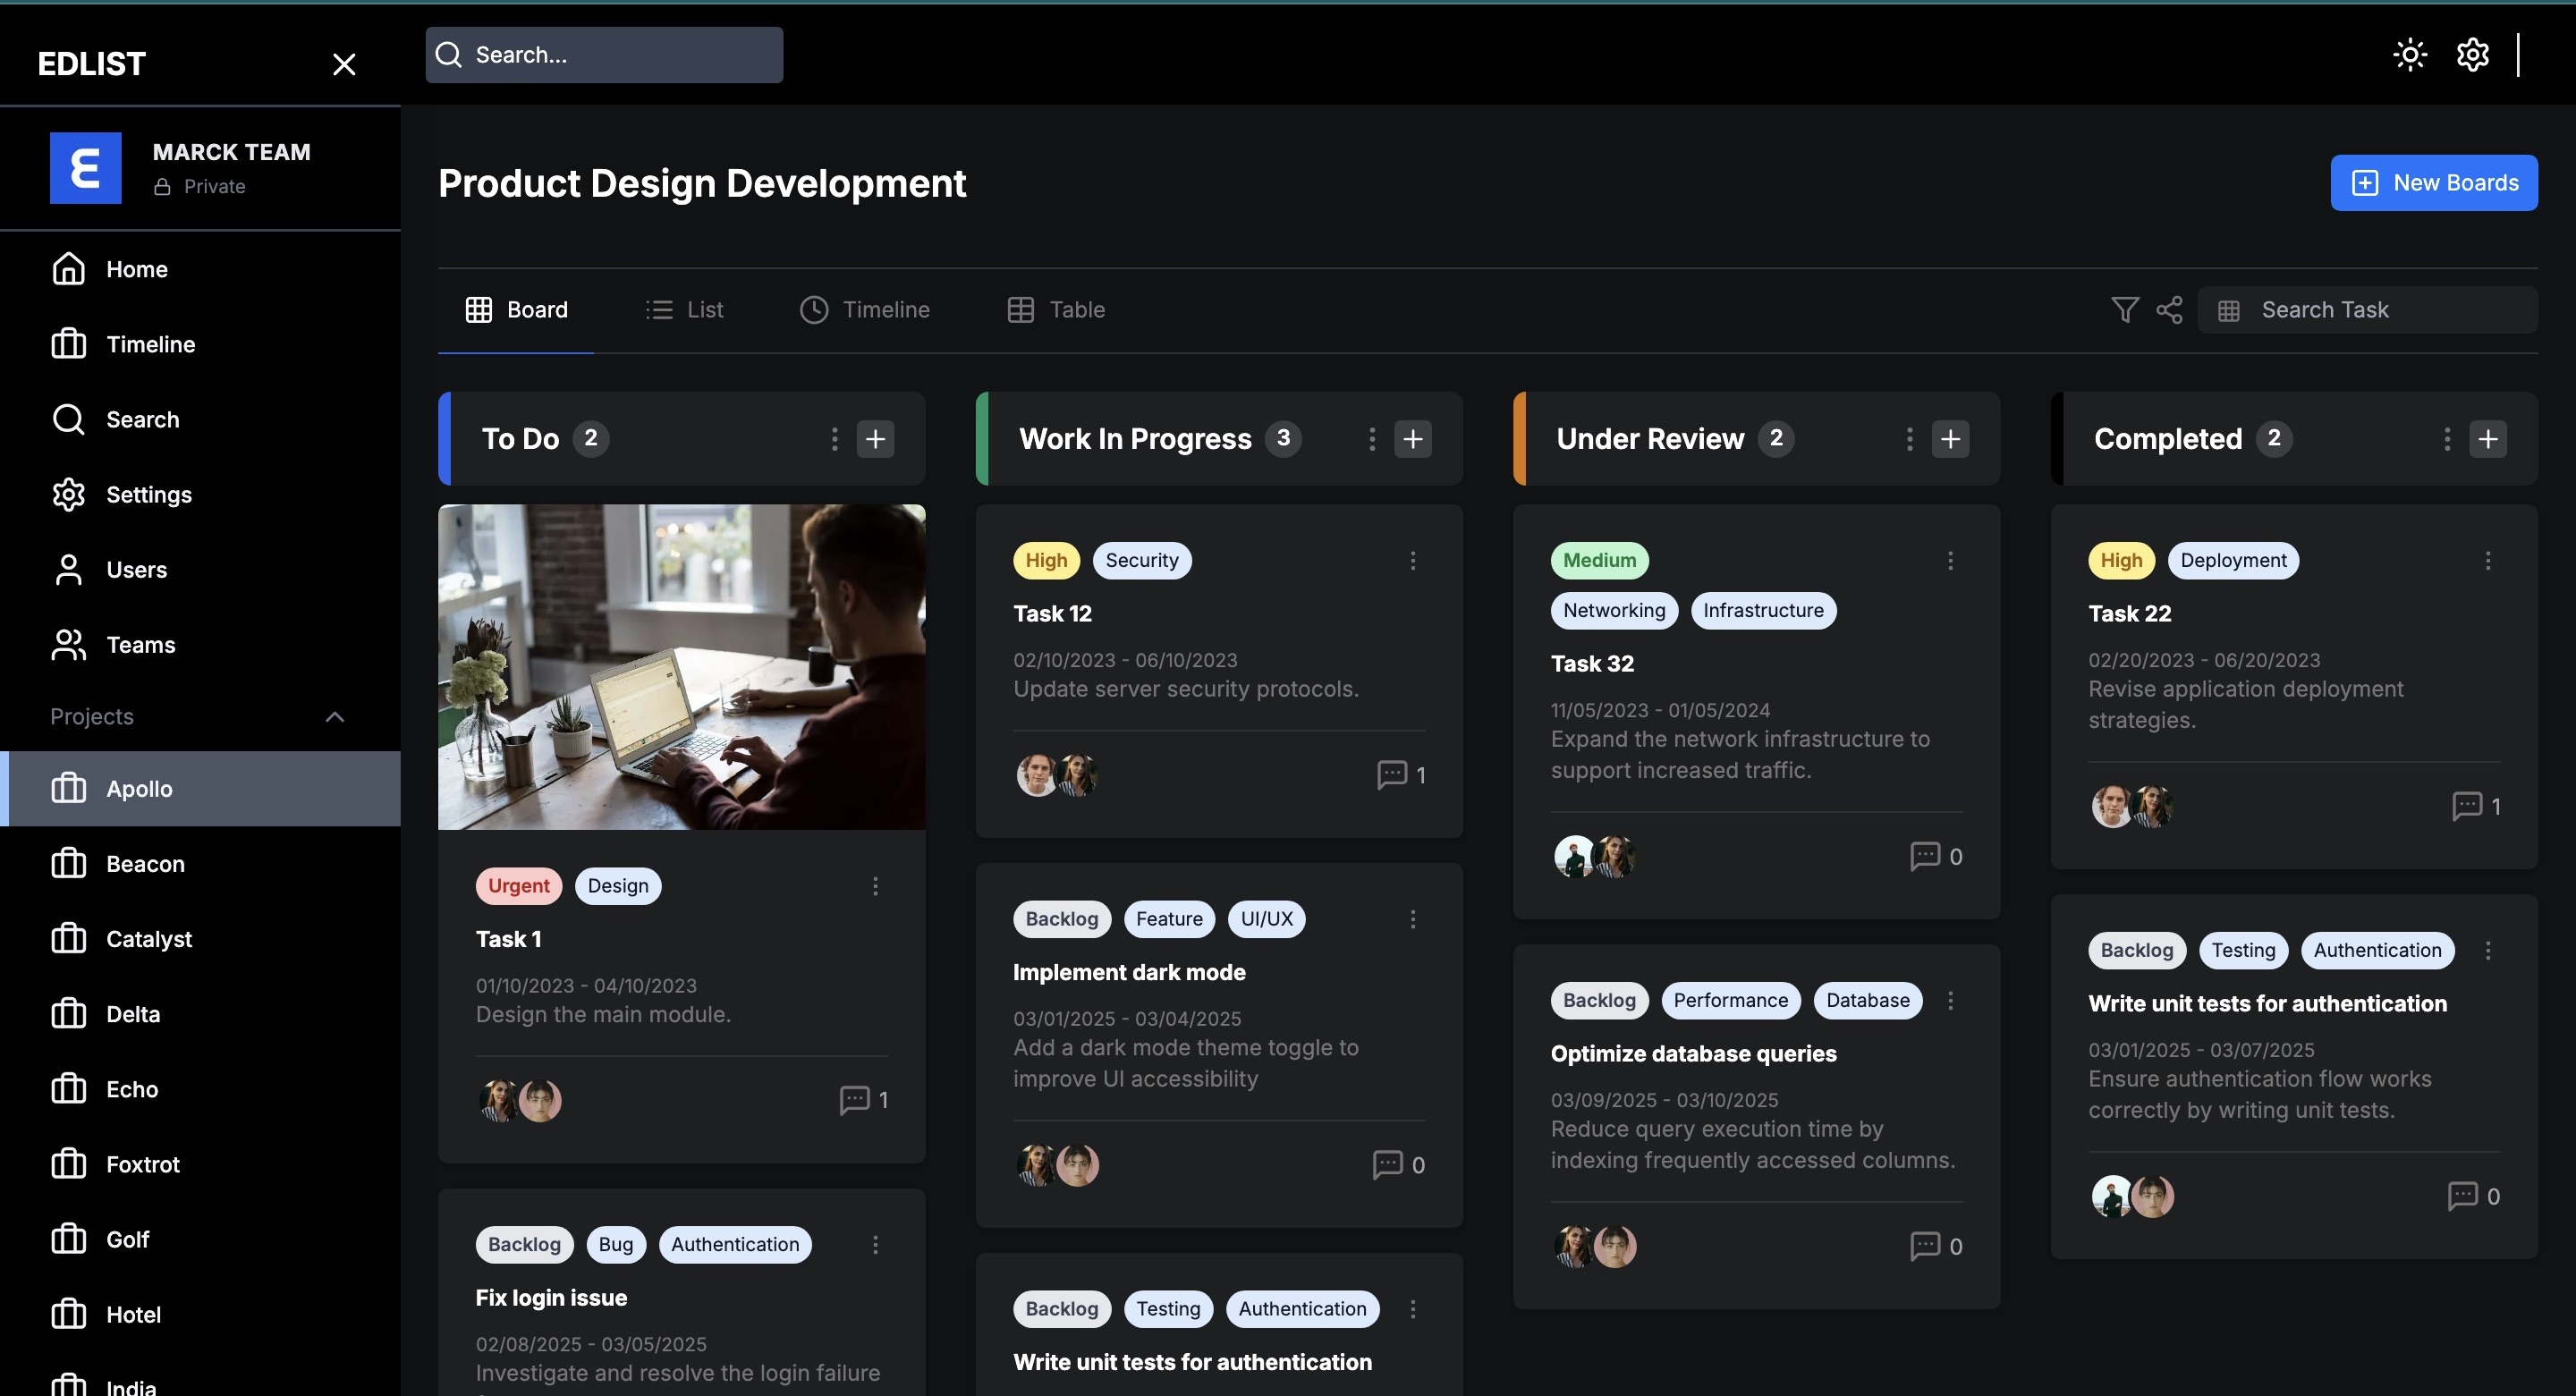 EDLIST
Search...
MARCK TEAM
Private
Home
Timeline
Search
Settings
Users
Teams
Projects
Apollo
Beacon
Catalyst
Delta
Echo
Foxtrot
Golf
Hotel
India
Product Design Development
New Boards
Board
List
Timeline
Table
Search Task
To Do 2
Urgent Design
Task 1
01/10/2023 - 04/10/2023
Design the main module.
1
Backlog Bug Authentication
Fix login issue
02/08/2025 - 03/05/2025
Investigate and resolve the login failure
Work In Progress 3
High Security
Task 12
02/10/2023 - 06/10/2023
Update server security protocols.
1
Backlog Feature UI/UX
Implement dark mode
03/01/2025 - 03/04/2025
Add a dark mode theme toggle to
improve UI accessibility
0
Backlog Testing Authentication
Write unit tests for authentication
Under Review 2
Medium
Networking Infrastructure
Task 32
11/05/2023 - 01/05/2024
Expand the network infrastructure to
support increased traffic.
0
Backlog Performance Database
Optimize database queries
03/09/2025 - 03/10/2025
Reduce query execution time by
indexing frequently accessed columns.
0
Completed 2
High Deployment
Task 22
02/20/2023 - 06/20/2023
Revise application deployment
strategies.
1
Backlog Testing Authentication
Write unit tests for authentication
03/01/2025 - 03/07/2025
Ensure authentication flow works
correctly by writing unit tests.
0